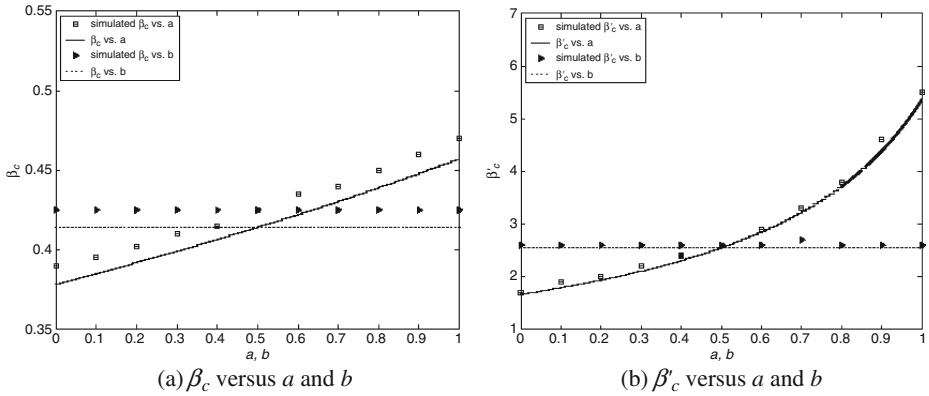 simulated βc vs. a
βc vs. a
simulated βc vs. b
βc vs. b
0.55
0.5
0.45
0.4
0.35
βc
0 0.1 0.2 0.3 0.4 0.5 0.6 0.7 0.8 0.9 1
a, b
(a) βc versus a and b
simulated β'c vs. a
β'c vs. a
simulated β'c vs. b
β'c vs. b
7
6
5
4
3
2
1
β'c
0 0.1 0.2 0.3 0.4 0.5 0.6 0.7 0.8 0.9 1
a, b
(b) β'c versus a and b